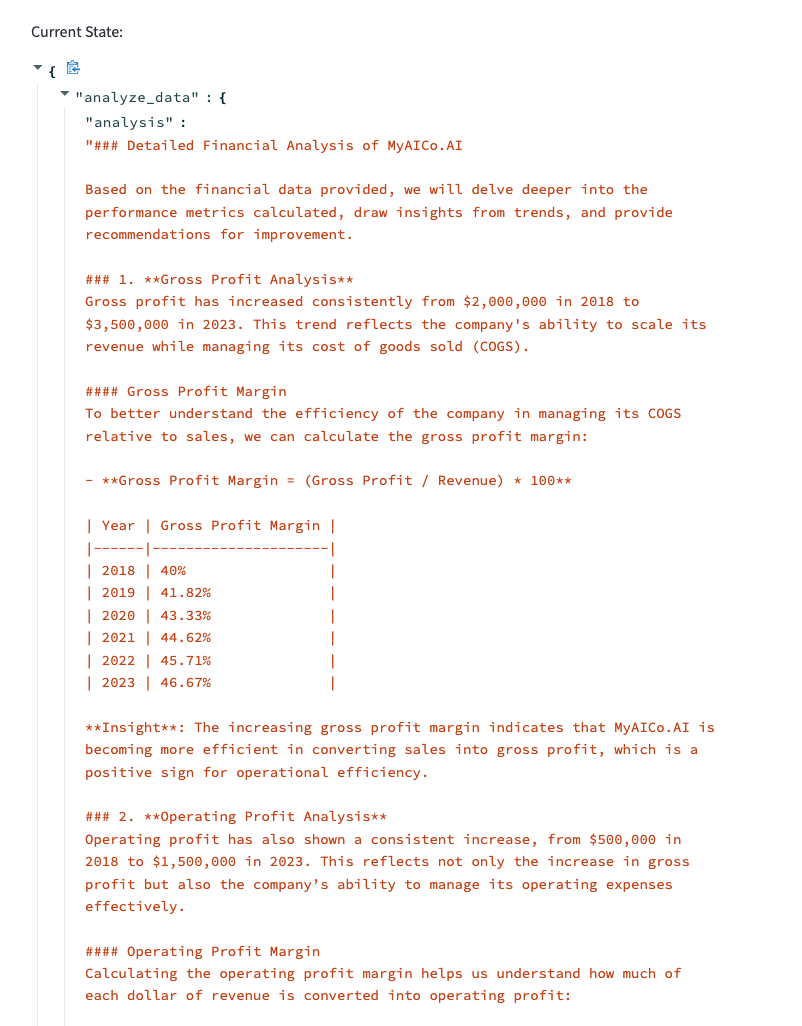 Current State:
{
"analyze_data" : {
"analysis" :
"### Detailed Financial Analysis of MyAICo.AI
Based on the financial data provided, we will delve deeper into the
performance metrics calculated, draw insights from trends, and provide
recommendations for improvement.
### 1. **Gross Profit Analysis**
Gross profit has increased consistently from $2,000,000 in 2018 to
$3,500,000 in 2023. This trend reflects the company's ability to scale its
revenue while managing its cost of goods sold (COGS).
#### Gross Profit Margin
To better understand the efficiency of the company in managing its COGS
relative to sales, we can calculate the gross profit margin:
- **Gross Profit Margin = (Gross Profit / Revenue) * 100**
| Year | Gross Profit Margin |
|------|---------------------|
| 2018 | 40%                 |
| 2019 | 41.82%              |
| 2020 | 43.33%              |
| 2021 | 44.62%              |
| 2022 | 45.71%              |
| 2023 | 46.67%              |
**Insight**: The increasing gross profit margin indicates that MyAICo.AI is
becoming more efficient in converting sales into gross profit, which is a
positive sign for operational efficiency.
### 2. **Operating Profit Analysis**
Operating profit has also shown a consistent increase, from $500,000 in
2018 to $1,500,000 in 2023. This reflects not only the increase in gross
profit but also the company’s ability to manage its operating expenses
effectively.
#### Operating Profit Margin
Calculating the operating profit margin helps us understand how much of
each dollar of revenue is converted into operating profit: